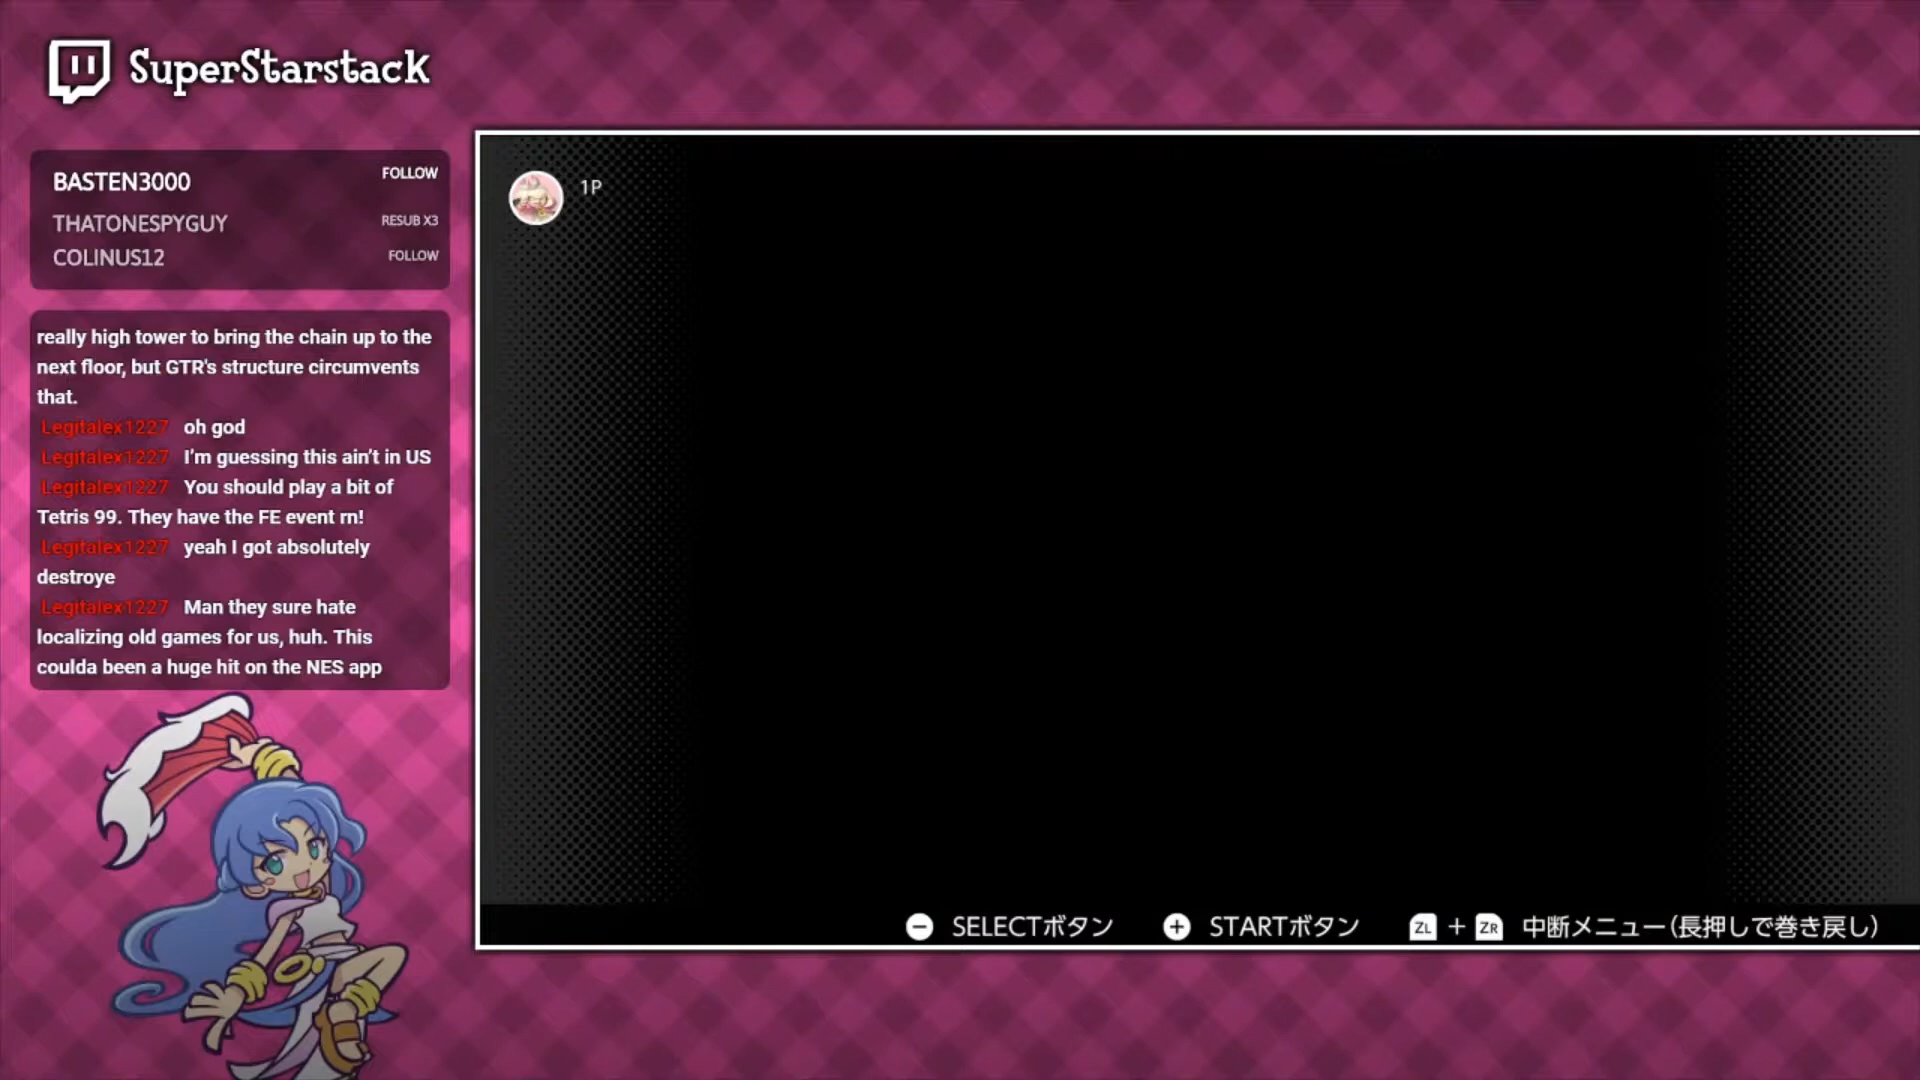 SuperStarstack
BASTEN3000 FOLLOW
THATONESPYGUY RESUB X3
COLINUS12 FOLLOW
really high tower to bring the chain up to the
next floor, but GTR's structure circumvents
that.
Legitalex1227 oh god
Legitalex1227 I'm guessing this ain't in US
Legitalex1227 You should play a bit of
Tetris 99. They have the FE event rn!
Legitalex1227 yeah I got absolutely
destroye
Legitalex1227 Man they sure hate
localizing old games for us, huh. This
coulda been a huge hit on the NES app
1P
− SELECTボタン + STARTボタン ZL + ZR 中断メニュー(長押しで巻き戻し)